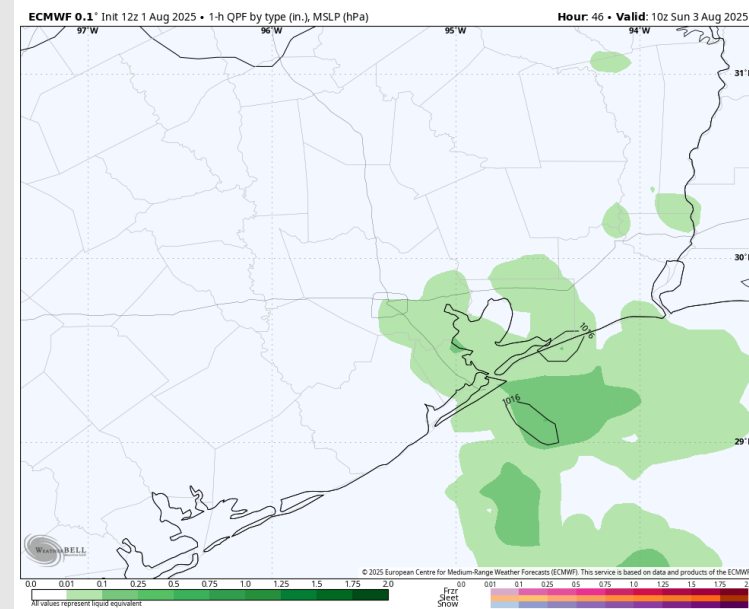 ECMWF 0.1° Init 12z 1 Aug 2025 • 1-h QPF by type (in.), MSLP (hPa)
Hour: 46 • Valid: 10z Sun 3 Aug 2025
97°W 96°W 95°W 94°W
31°
30°
1016
1016
29°
WEATHERBELL
© 2025 European Centre for Medium-Range Weather Forecasts (ECMWF). This service is based on data and products of the ECMWF
0.0 0.01 0.1 0.25 0.5 0.75 1.0 1.25 1.5 1.75 2.0
All values represent liquid equivalent
0.0 0.01 0.1 0.25 0.5 0.75 1.0 1.25 1.5 1.75 2.
Frzr
Sleet
Snow